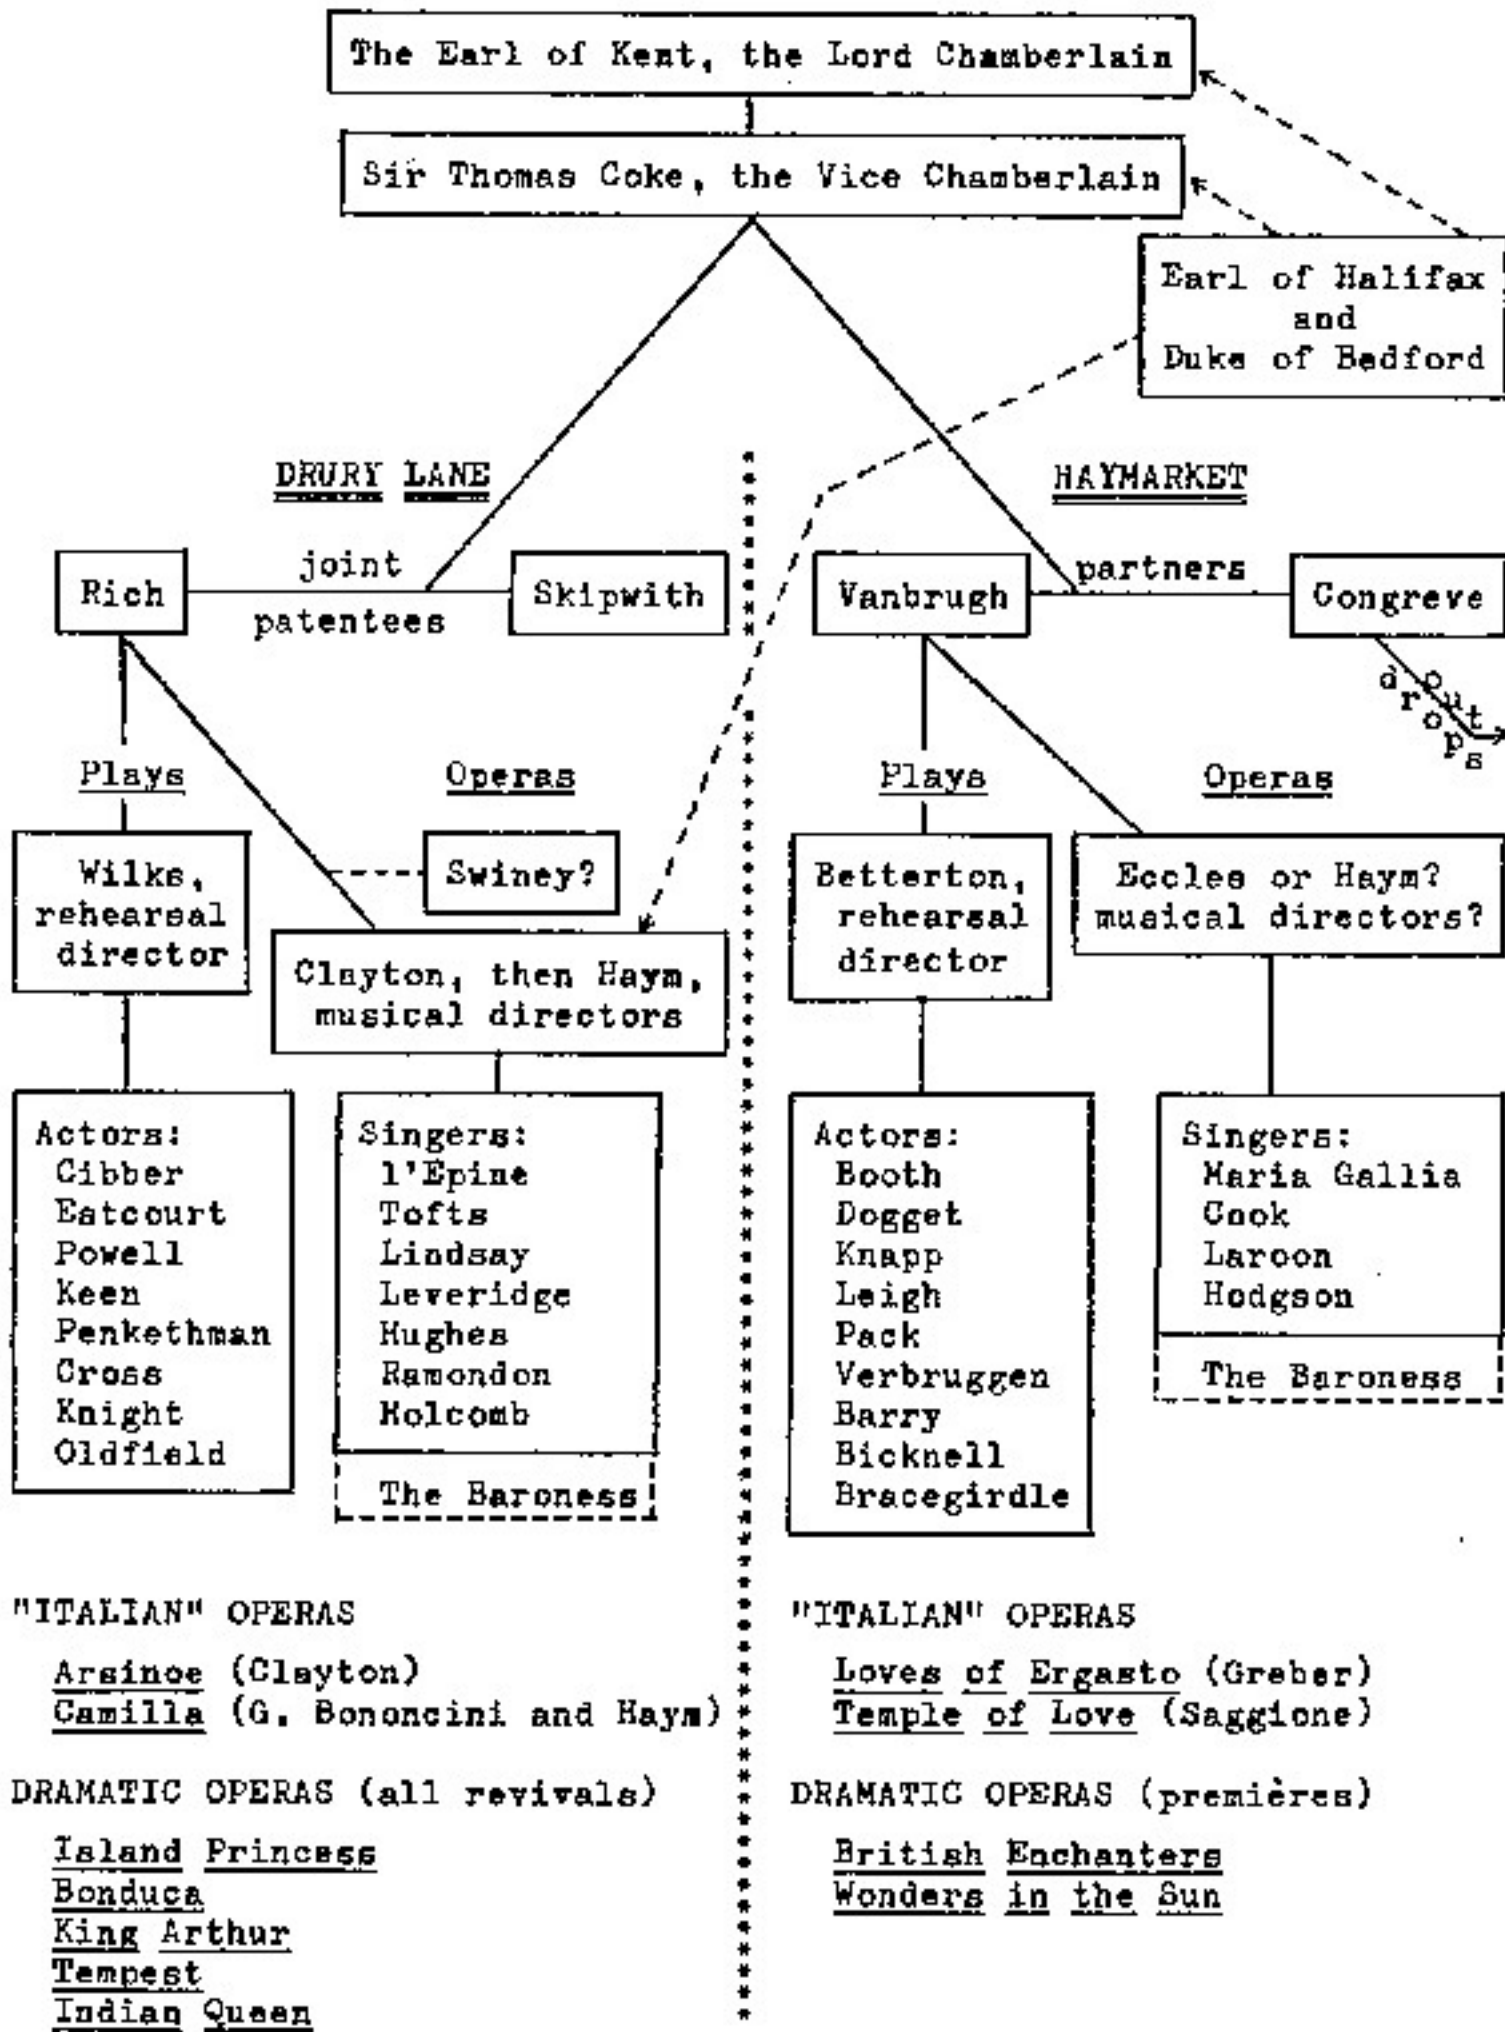 The Earl of Kent, the Lord Chamberlain
Sir Thomas Coke, the Vice Chamberlain
Earl of Halifax
and
Duke of Bedford
DRURY LANE
Rich
joint
patentees
Skipwith
Plays
Operas
Wilks,
rehearsal
director
Swiney?
Clayton, then Haym,
musical directors
Actors:
Cibber
Estcourt
Powell
Keen
Penkethman
Cross
Knight
Oldfield
Singers:
l'Epine
Tofts
Lindsay
Leveridge
Hughes
Ramondon
Holcomb
The Baroness
"ITALIAN" OPERAS
Arsinoe (Clayton)
Camilla (G. Bononcini and Haym)
DRAMATIC OPERAS (all revivals)
Island Princess
Bonduca
King Arthur
Tempest
Indian Queen
HAYMARKET
Vanbrugh
partners
Congreve
drops
out
Plays
Operas
Betterton,
rehearsal
director
Eccles or Haym?
musical directors?
Actors:
Booth
Dogget
Knapp
Leigh
Pack
Verbruggen
Barry
Bicknell
Bracegirdle
Singers:
Maria Gallia
Cook
Laroon
Hodgson
The Baroness
"ITALIAN" OPERAS
Loves of Ergasto (Greber)
Temple of Love (Saggione)
DRAMATIC OPERAS (premières)
British Enchanters
Wonders in the Sun